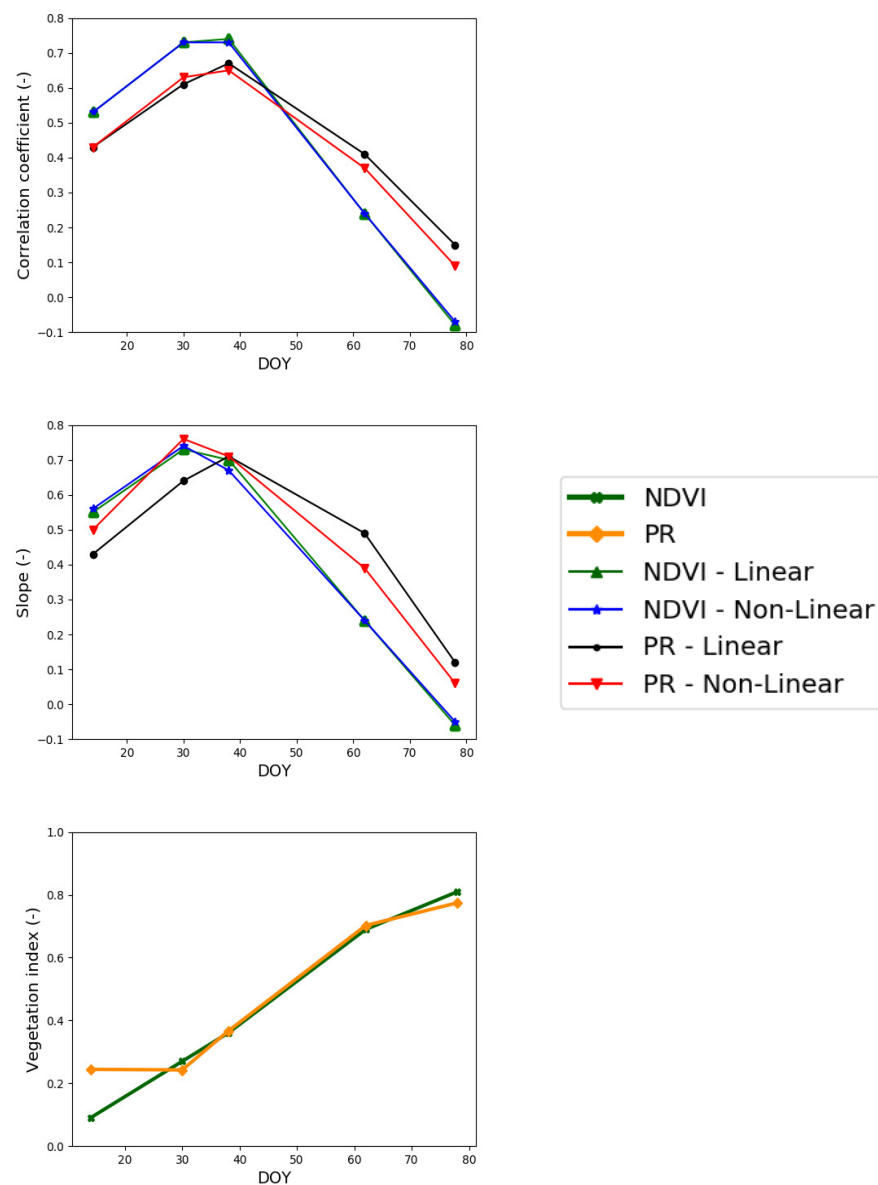 0.8
0.7
0.6
0.5
0.4
0.3
0.2
0.1
0.0
−0.1
Correlation coefficient (-)
20 30 40 50 60 70 80
DOY
0.8
0.7
0.6
0.5
0.4
0.3
0.2
0.1
0.0
−0.1
Slope (-)
20 30 40 50 60 70 80
DOY
NDVI
PR
NDVI - Linear
NDVI - Non-Linear
PR - Linear
PR - Non-Linear
1.0
0.8
0.6
0.4
0.2
0.0
Vegetation index (-)
20 30 40 50 60 70 80
DOY